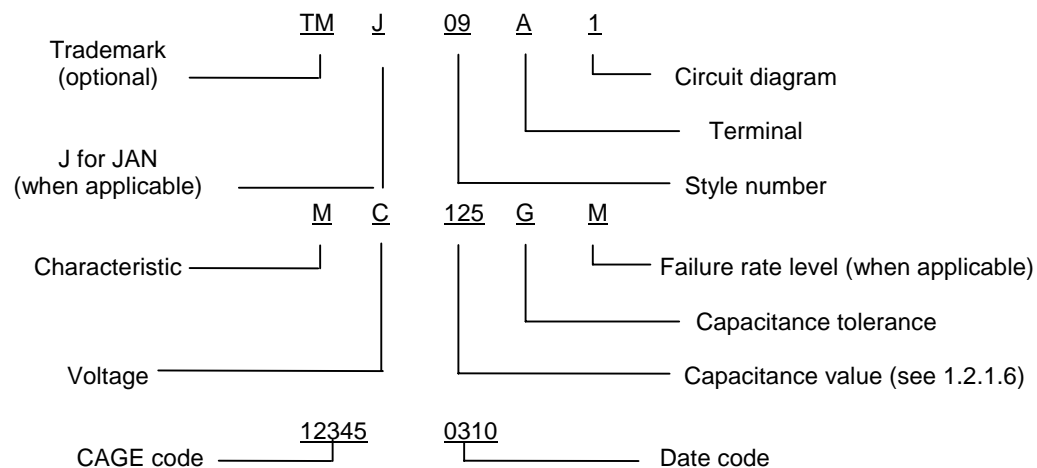 TM J 09 A 1
Trademark
(optional)
Circuit diagram
Terminal
J for JAN
(when applicable)
Style number
M C 125 G M
Characteristic
Failure rate level (when applicable)
Capacitance tolerance
Voltage
Capacitance value (see 1.2.1.6)
12345 0310
CAGE code
Date code